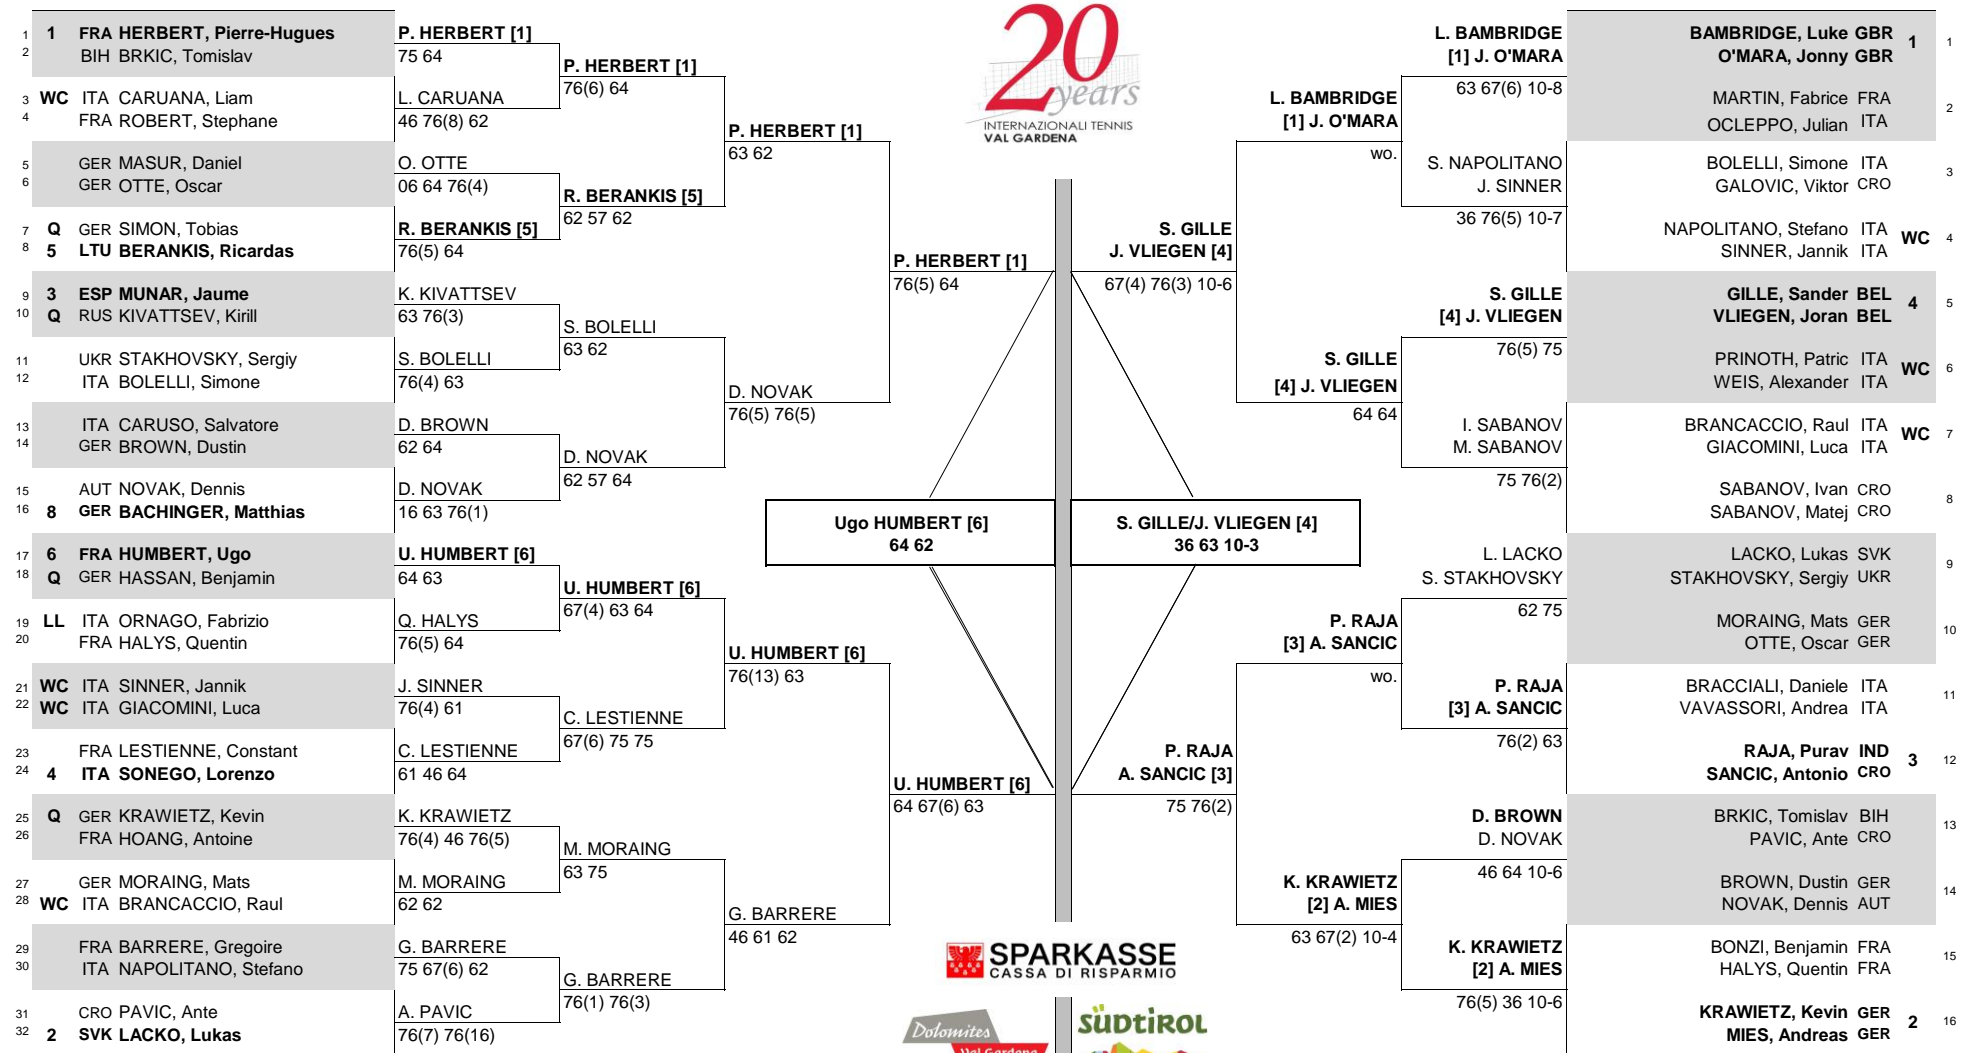 1 1 FRA HERBERT, Pierre-Hugues
2 BIH BRKIC, Tomislav
3 WC ITA CARUANA, Liam
4 FRA ROBERT, Stephane
5 GER MASUR, Daniel
6 GER OTTE, Oscar
7 Q GER SIMON, Tobias
8 5 LTU BERANKIS, Ricardas
9 3 ESP MUNAR, Jaume
10 Q RUS KIVATTSEV, Kirill
11 UKR STAKHOVSKY, Sergiy
12 ITA BOLELLI, Simone
13 ITA CARUSO, Salvatore
14 GER BROWN, Dustin
15 AUT NOVAK, Dennis
16 8 GER BACHINGER, Matthias
17 6 FRA HUMBERT, Ugo
18 Q GER HASSAN, Benjamin
19 LL ITA ORNAGO, Fabrizio
20 FRA HALYS, Quentin
21 WC ITA SINNER, Jannik
22 WC ITA GIACOMINI, Luca
23 FRA LESTIENNE, Constant
24 4 ITA SONEGO, Lorenzo
25 Q GER KRAWIETZ, Kevin
26 FRA HOANG, Antoine
27 GER MORAING, Mats
28 WC ITA BRANCACCIO, Raul
29 FRA BARRERE, Gregoire
30 ITA NAPOLITANO, Stefano
31 CRO PAVIC, Ante
32 2 SVK LACKO, Lukas
P. HERBERT [1]
75 64
L. CARUANA
46 76(8) 62
O. OTTE
06 64 76(4)
R. BERANKIS [5]
76(5) 64
K. KIVATTSEV
63 76(3)
S. BOLELLI
76(4) 63
D. BROWN
62 64
D. NOVAK
16 63 76(1)
U. HUMBERT [6]
64 63
Q. HALYS
76(5) 64
J. SINNER
76(4) 61
C. LESTIENNE
61 46 64
K. KRAWIETZ
76(4) 46 76(5)
M. MORAING
62 62
G. BARRERE
75 67(6) 62
A. PAVIC
76(7) 76(16)
P. HERBERT [1]
76(6) 64
R. BERANKIS [5]
62 57 62
S. BOLELLI
63 62
D. NOVAK
62 57 64
U. HUMBERT [6]
67(4) 63 64
C. LESTIENNE
67(6) 75 75
M. MORAING
63 75
G. BARRERE
76(1) 76(3)
P. HERBERT [1]
63 62
D. NOVAK
76(5) 76(5)
U. HUMBERT [6]
76(13) 63
G. BARRERE
46 61 62
P. HERBERT [1]
76(5) 64
U. HUMBERT [6]
64 67(6) 63
Ugo HUMBERT [6]
64 62
20
years
INTERNAZIONALI TENNIS
VAL GARDENA
S. GILLE/J. VLIEGEN [4]
36 63 10-3
SPARKASSE
CASSA DI RISPARMIO
Dolomites
Val Gardena
SÜDTIROL
S. GILLE
J. VLIEGEN [4]
67(4) 76(3) 10-6
P. RAJA
A. SANCIC [3]
75 76(2)
L. BAMBRIDGE
[1] J. O'MARA
wo.
S. GILLE
[4] J. VLIEGEN
64 64
P. RAJA
[3] A. SANCIC
wo.
K. KRAWIETZ
[2] A. MIES
63 67(2) 10-4
L. BAMBRIDGE
[1] J. O'MARA
63 67(6) 10-8
S. NAPOLITANO
J. SINNER
36 76(5) 10-7
S. GILLE
[4] J. VLIEGEN
76(5) 75
I. SABANOV
M. SABANOV
75 76(2)
L. LACKO
S. STAKHOVSKY
62 75
P. RAJA
[3] A. SANCIC
76(2) 63
D. BROWN
D. NOVAK
46 64 10-6
K. KRAWIETZ
[2] A. MIES
76(5) 36 10-6
BAMBRIDGE, Luke GBR
O'MARA, Jonny GBR
1 1
MARTIN, Fabrice FRA
OCLEPPO, Julian ITA
2
BOLELLI, Simone ITA
GALOVIC, Viktor CRO
3
NAPOLITANO, Stefano ITA
SINNER, Jannik ITA
WC 4
GILLE, Sander BEL
VLIEGEN, Joran BEL
4 5
PRINOTH, Patric ITA
WEIS, Alexander ITA
WC 6
BRANCACCIO, Raul ITA
GIACOMINI, Luca ITA
WC 7
SABANOV, Ivan CRO
SABANOV, Matej CRO
8
LACKO, Lukas SVK
STAKHOVSKY, Sergiy UKR
9
MORAING, Mats GER
OTTE, Oscar GER
10
BRACCIALI, Daniele ITA
VAVASSORI, Andrea ITA
11
RAJA, Purav IND
SANCIC, Antonio CRO
3 12
BRKIC, Tomislav BIH
PAVIC, Ante CRO
13
BROWN, Dustin GER
NOVAK, Dennis AUT
14
BONZI, Benjamin FRA
HALYS, Quentin FRA
15
KRAWIETZ, Kevin GER
MIES, Andreas GER
2 16